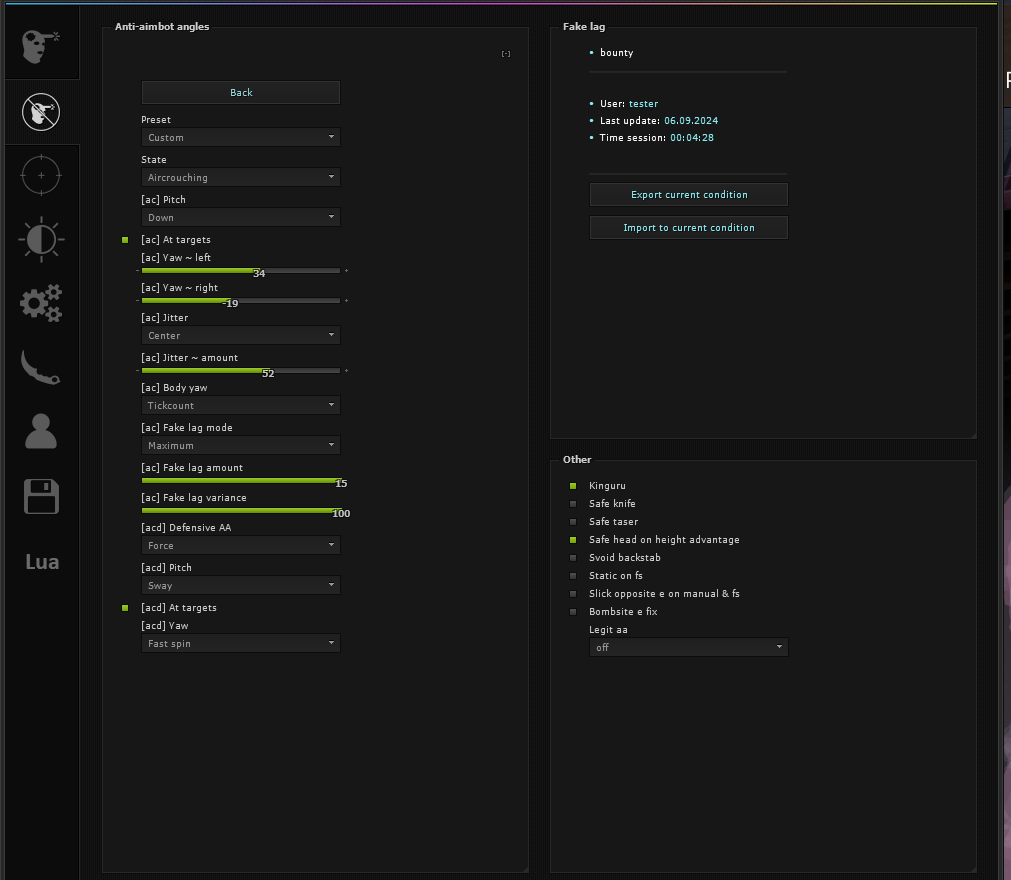 Anti-aimbot angles
[-]
Back
Preset
Custom
State
Aircrouching
[ac] Pitch
Down
[ac] At targets
[ac] Yaw ~ left
34
[ac] Yaw ~ right
-19
[ac] Jitter
Center
[ac] Jitter ~ amount
52
[ac] Body yaw
Tickcount
[ac] Fake lag mode
Maximum
[ac] Fake lag amount
15
[ac] Fake lag variance
100
[acd] Defensive AA
Force
[acd] Pitch
Sway
[acd] At targets
[acd] Yaw
Fast spin
Lua
Fake lag
• bounty
• User: tester
• Last update: 06.09.2024
• Time session: 00:04:28
Export current condition
Import to current condition
Other
Kinguru
Safe knife
Safe taser
Safe head on height advantage
Svoid backstab
Static on fs
Slick opposite e on manual & fs
Bombsite e fix
Legit aa
off